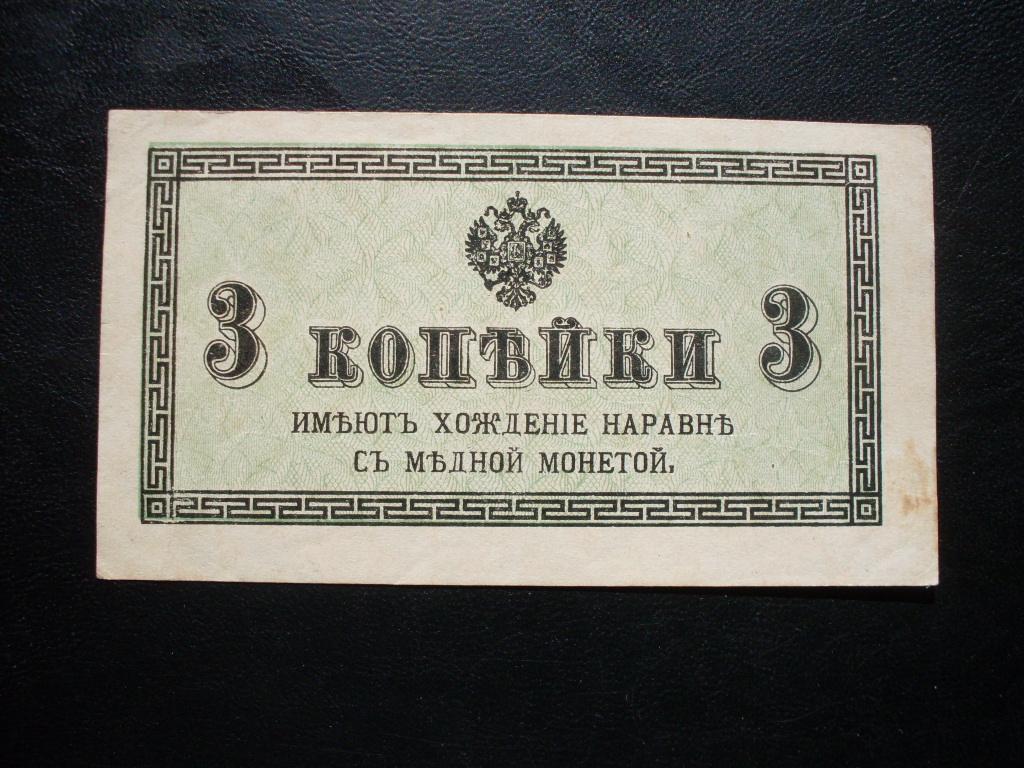 3 КОПѢЙКИ 3
ИМѢЮТЪ ХОЖДЕНІЕ НАРАВНѢ
СЪ МѢДНОЙ МОНЕТОЙ.